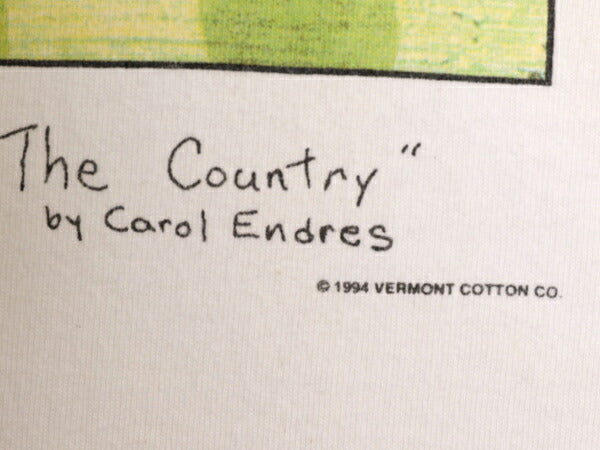 The Country"
by Carol Endres
© 1994 VERMONT COTTON CO.